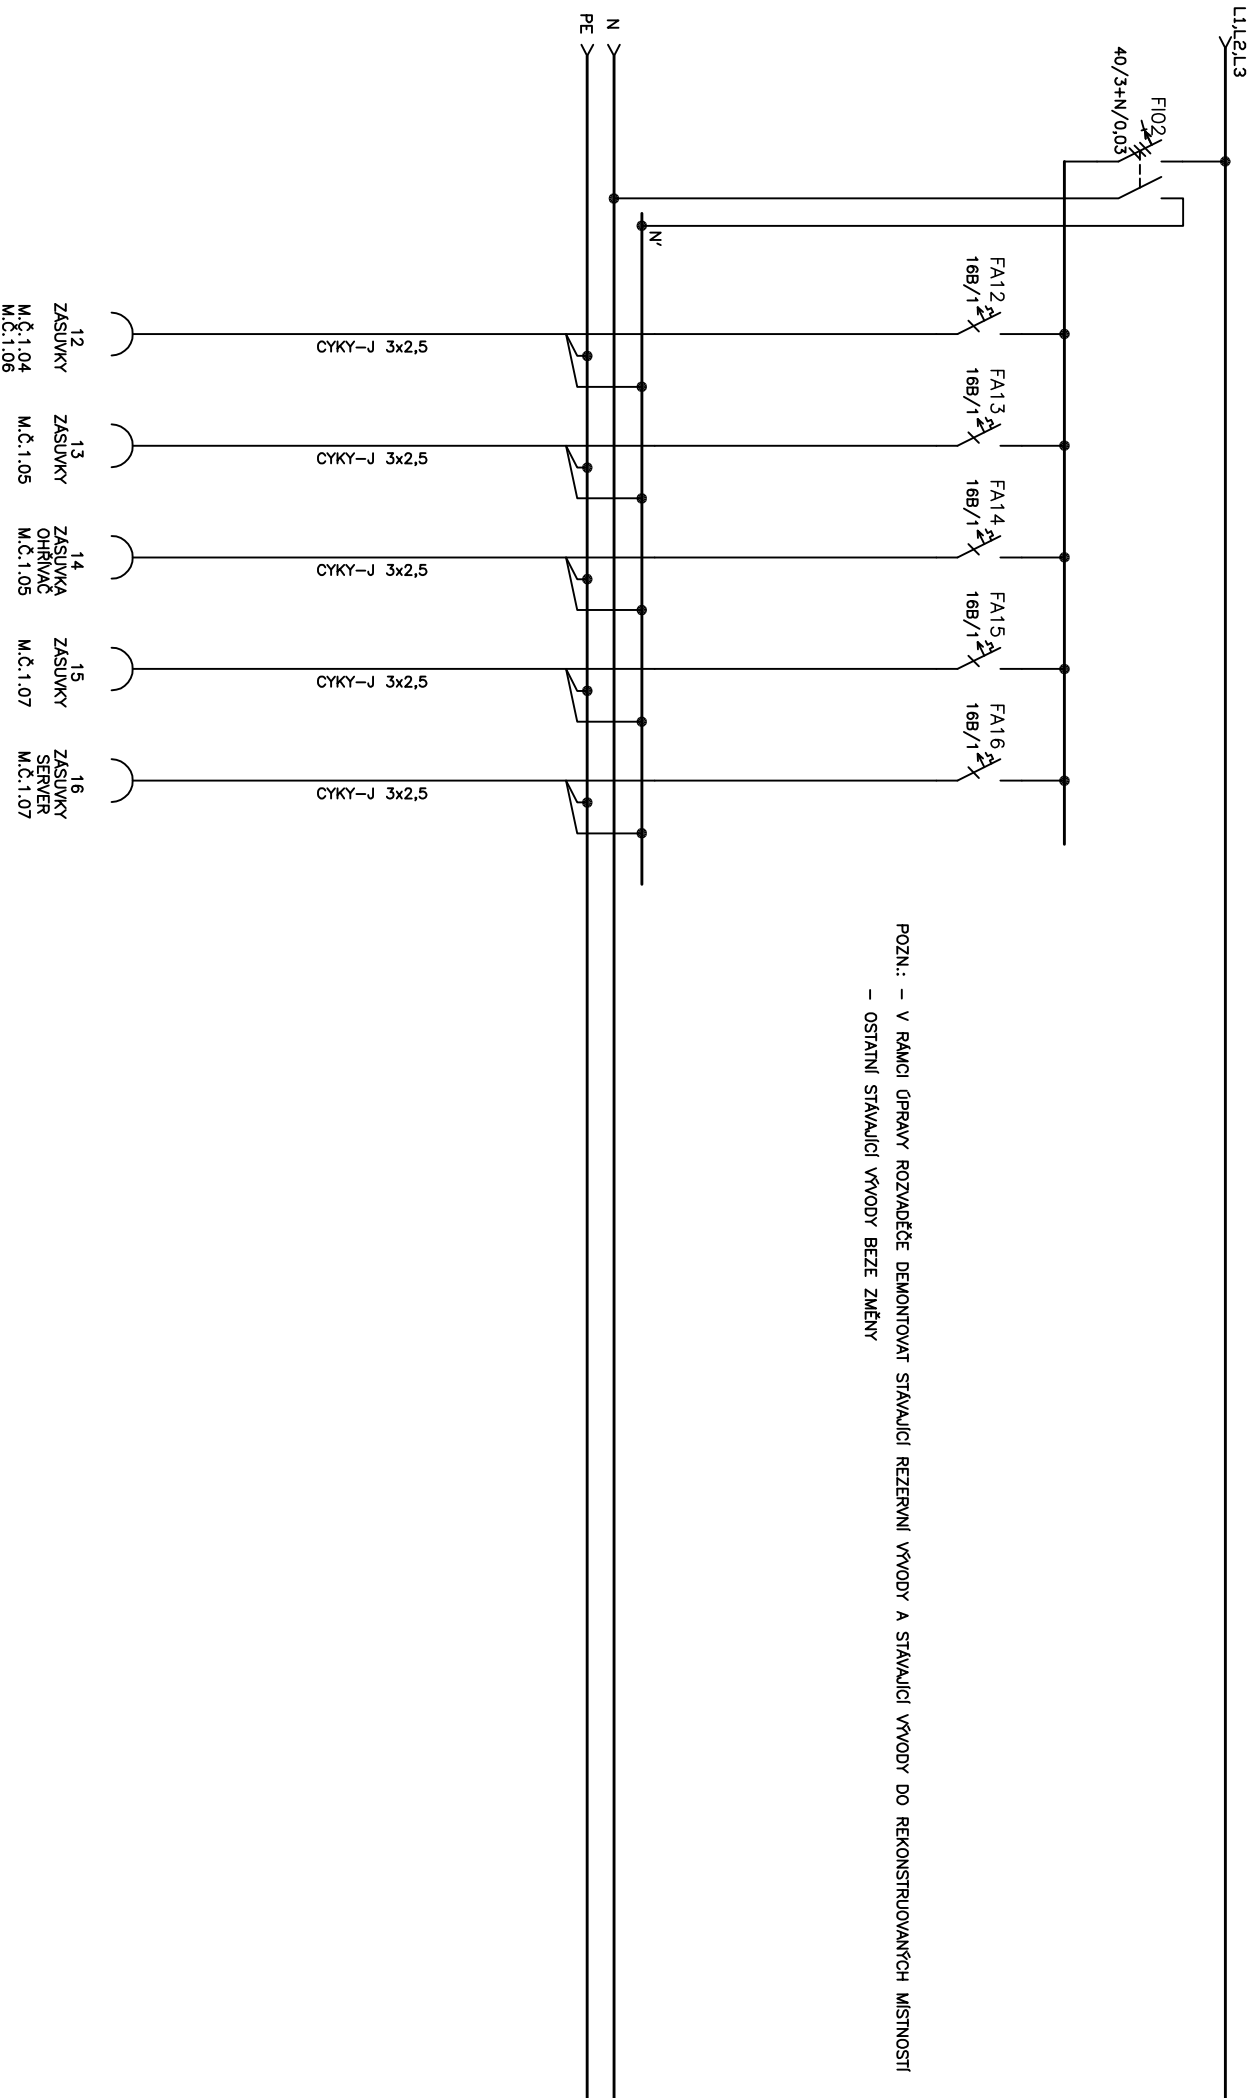 L1,L2,L3
FI02
40/3+N/0,03
N'
FA12
16B/1
FA13
16B/1
FA14
16B/1
FA15
16B/1
FA16
16B/1
POZN.: - V RÁMCI ÚPRAVY ROZVADĚČE DEMONTOVAT STÁVAJÍCÍ REZERVNÍ VÝVODY A STÁVAJÍCÍ VÝVODY DO REKONSTRUOVANÝCH MÍSTNOSTÍ
- OSTATNÍ STÁVAJÍCÍ VÝVODY BEZE ZMĚNY
N
PE
CYKY-J 3x2,5
CYKY-J 3x2,5
CYKY-J 3x2,5
CYKY-J 3x2,5
CYKY-J 3x2,5
12
ZÁSUVKY
M.Č.1.04
M.Č.1.06
13
ZÁSUVKY
M.Č.1.05
14
ZÁSUVKA
OHŘÍVAČ
M.Č.1.05
15
ZÁSUVKY
M.Č.1.07
16
ZÁSUVKY
SERVER
M.Č.1.07